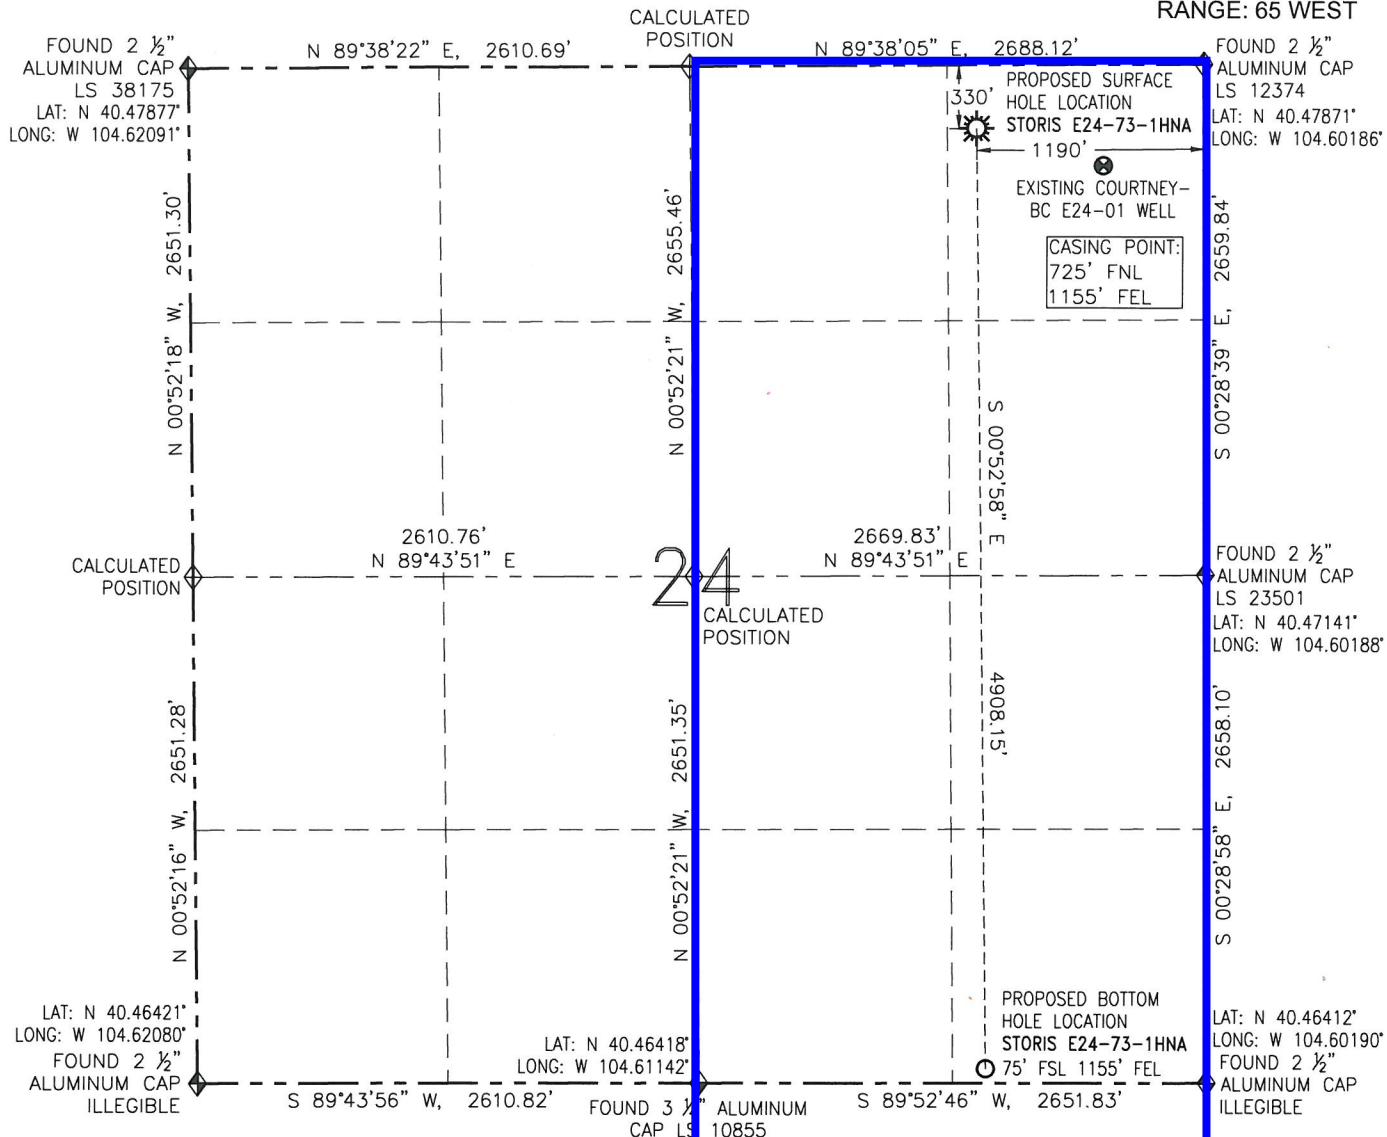 RANGE: 65 WEST
CALCULATED
POSITION
FOUND 2 ½"
ALUMINUM CAP
LS 38175
LAT: N 40.47877°
LONG: W 104.62091°
N 89°38'22" E, 2610.69'
N 89°38'05" E, 2688.12'
FOUND 2 ½"
ALUMINUM CAP
LS 12374
LAT: N 40.47871°
LONG: W 104.60186°
330'
PROPOSED SURFACE
HOLE LOCATION
STORIS E24-73-1HNA
1190'
EXISTING COURTNEY-
BC E24-01 WELL
CASING POINT:
725' FNL
1155' FEL
N 00°52'18" W, 2651.30'
N 00°52'21" W, 2655.46'
S 00°28'39" E, 2659.84'
S 00°52'58" E
4908.15'
CALCULATED
POSITION
2610.76'
N 89°43'51" E
24
CALCULATED
POSITION
2669.83'
N 89°43'51" E
FOUND 2 ½"
ALUMINUM CAP
LS 23501
LAT: N 40.47141°
LONG: W 104.60188°
N 00°52'16" W, 2651.28'
N 00°52'21" W, 2651.35'
S 00°28'58" E, 2658.10'
LAT: N 40.46421°
LONG: W 104.62080°
FOUND 2 ½"
ALUMINUM CAP
ILLEGIBLE
S 89°43'56" W, 2610.82'
LAT: N 40.46418°
LONG: W 104.61142°
FOUND 3 ½" ALUMINUM
CAP LS 10855
PROPOSED BOTTOM
HOLE LOCATION
STORIS E24-73-1HNA
75' FSL 1155' FEL
S 89°52'46" W, 2651.83'
LAT: N 40.46412°
LONG: W 104.60190°
FOUND 2 ½"
ALUMINUM CAP
ILLEGIBLE